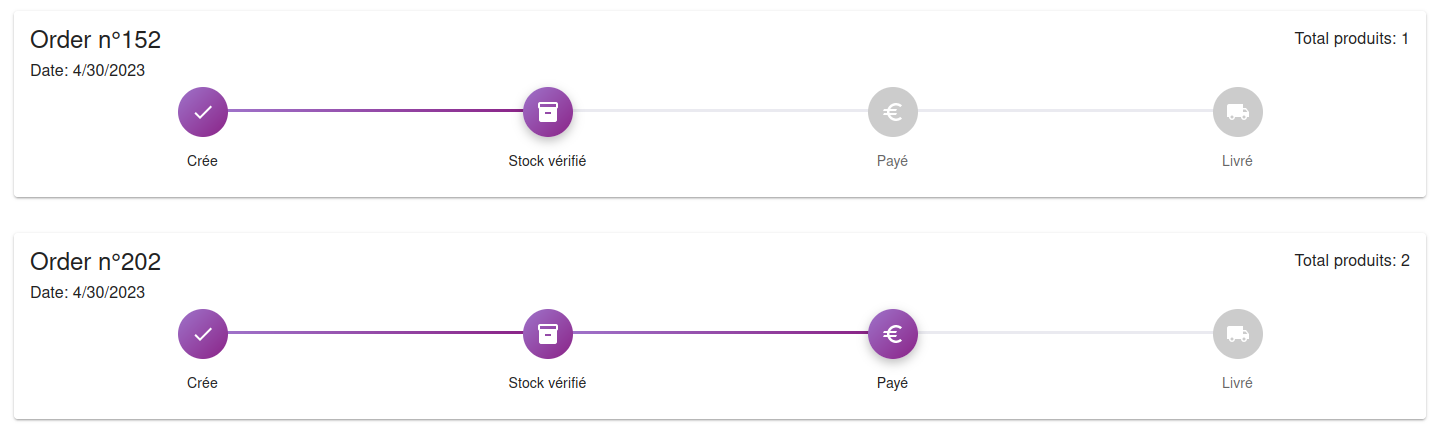 Order n°152
Total produits: 1
Date: 4/30/2023
Crée
Stock vérifié
Payé
Livré
Order n°202
Total produits: 2
Date: 4/30/2023
Crée
Stock vérifié
Payé
Livré